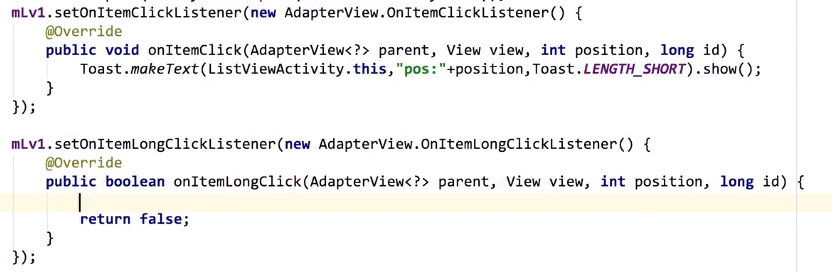 mLv1.setOnItemClickListener(new AdapterView.OnItemClickListener() {
    @Override
    public void onItemClick(AdapterView<?> parent, View view, int position, long id) {
        Toast.makeText(ListViewActivity.this,"pos:"+position,Toast.LENGTH_SHORT).show();
    }
});
mLv1.setOnItemLongClickListener(new AdapterView.OnItemLongClickListener() {
    @Override
    public boolean onItemLongClick(AdapterView<?> parent, View view, int position, long id) {
        return false;
    }
});